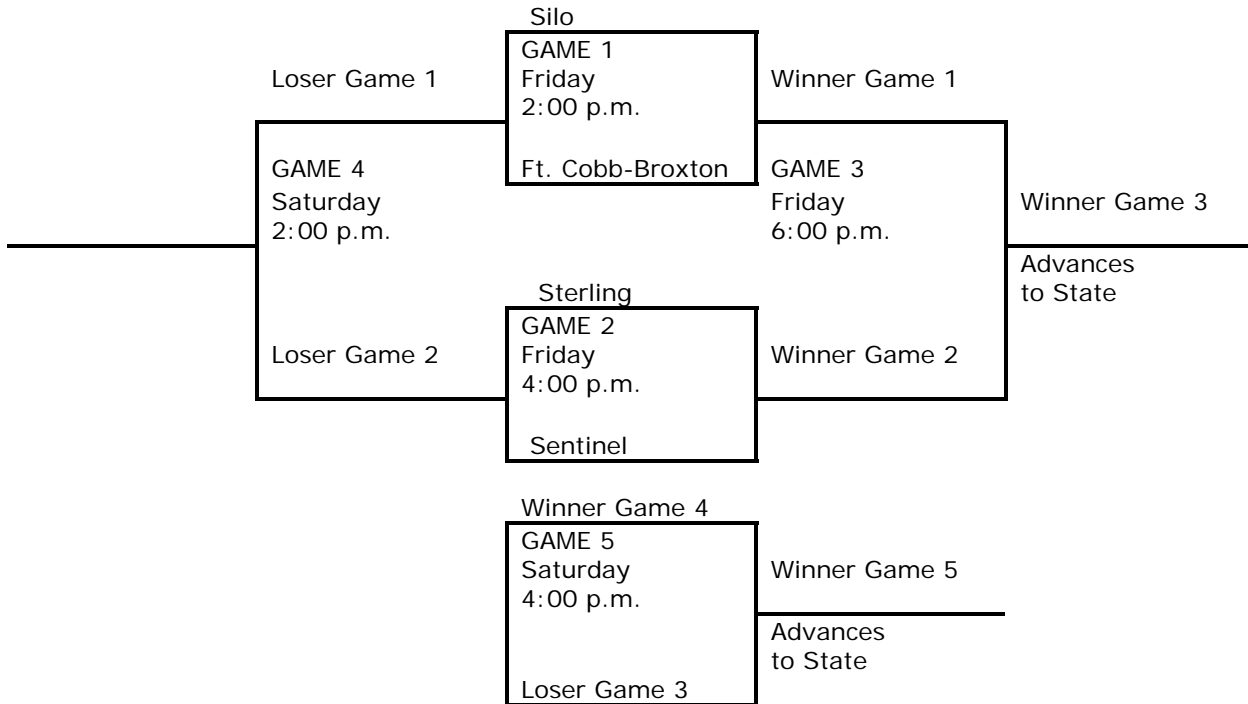 Silo
GAME 1
Loser Game 1
Friday
Winner Game 1
2:00 p.m.
GAME 4
Ft. Cobb-Broxton
GAME 3
Saturday
Friday
Winner Game 3
2:00 p.m.
6:00 p.m.
Advances
to State
Sterling
GAME 2
Loser Game 2
Friday
Winner Game 2
4:00 p.m.
Sentinel
Winner Game 4
GAME 5
Saturday
Winner Game 5
4:00 p.m.
Advances
to State
Loser Game 3